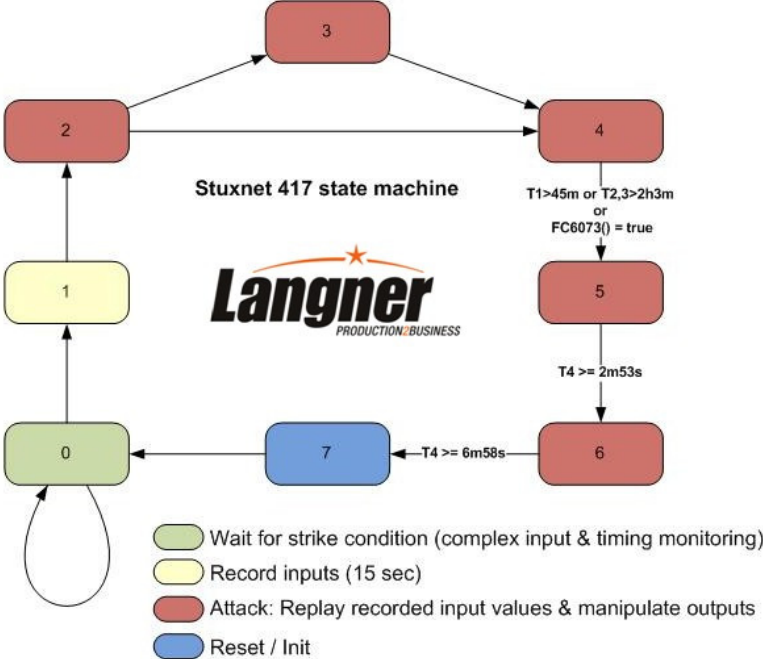 3
2
4
Stuxnet 417 state machine
T1>45m or T2,3>2h3m
or
FC6073() = true
1
Langner
PRODUCTION2BUSINESS
5
T4 >= 2m53s
0
7
T4 >= 6m58s
6
Wait for strike condition (complex input & timing monitoring)
Record inputs (15 sec)
Attack: Replay recorded input values & manipulate outputs
Reset / Init